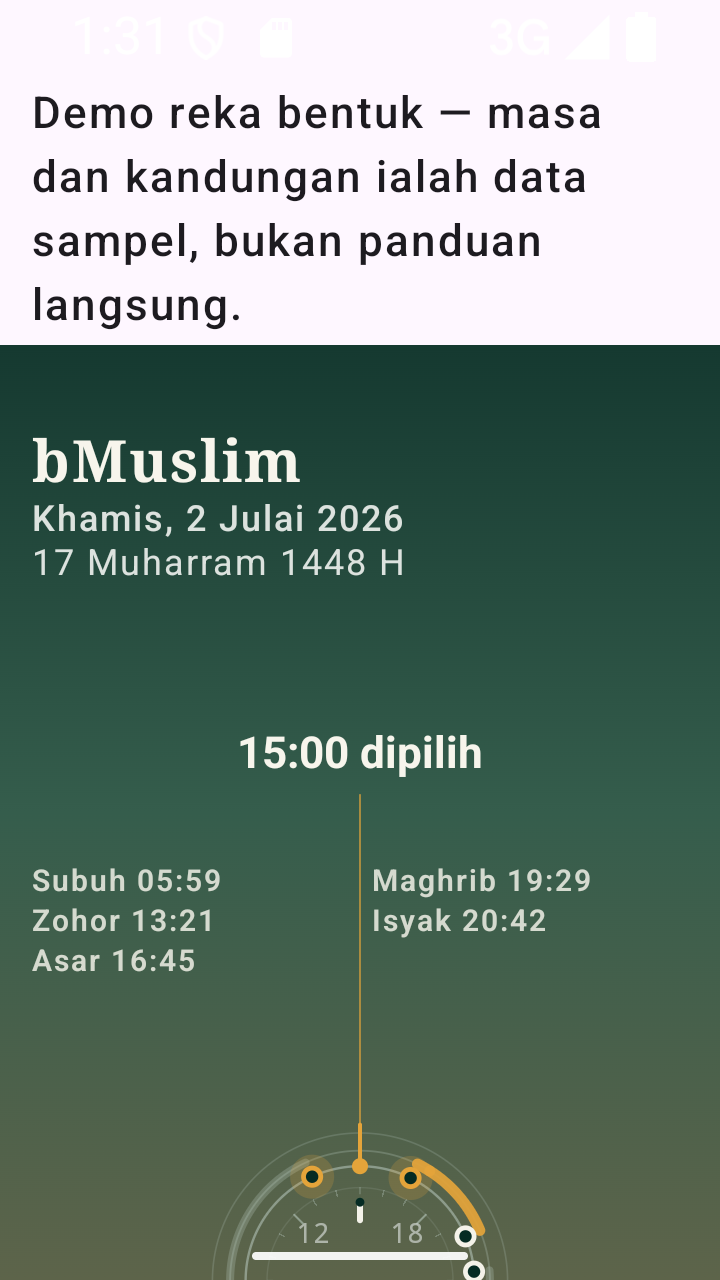 1:31
3G
Demo reka bentuk — masa
dan kandungan ialah data
sampel, bukan panduan
langsung.
bMuslim
Khamis, 2 Julai 2026
17 Muharram 1448 H
15:00 dipilih
Subuh 05:59
Zohor 13:21
Asar 16:45
Maghrib 19:29
Isyak 20:42
12
18